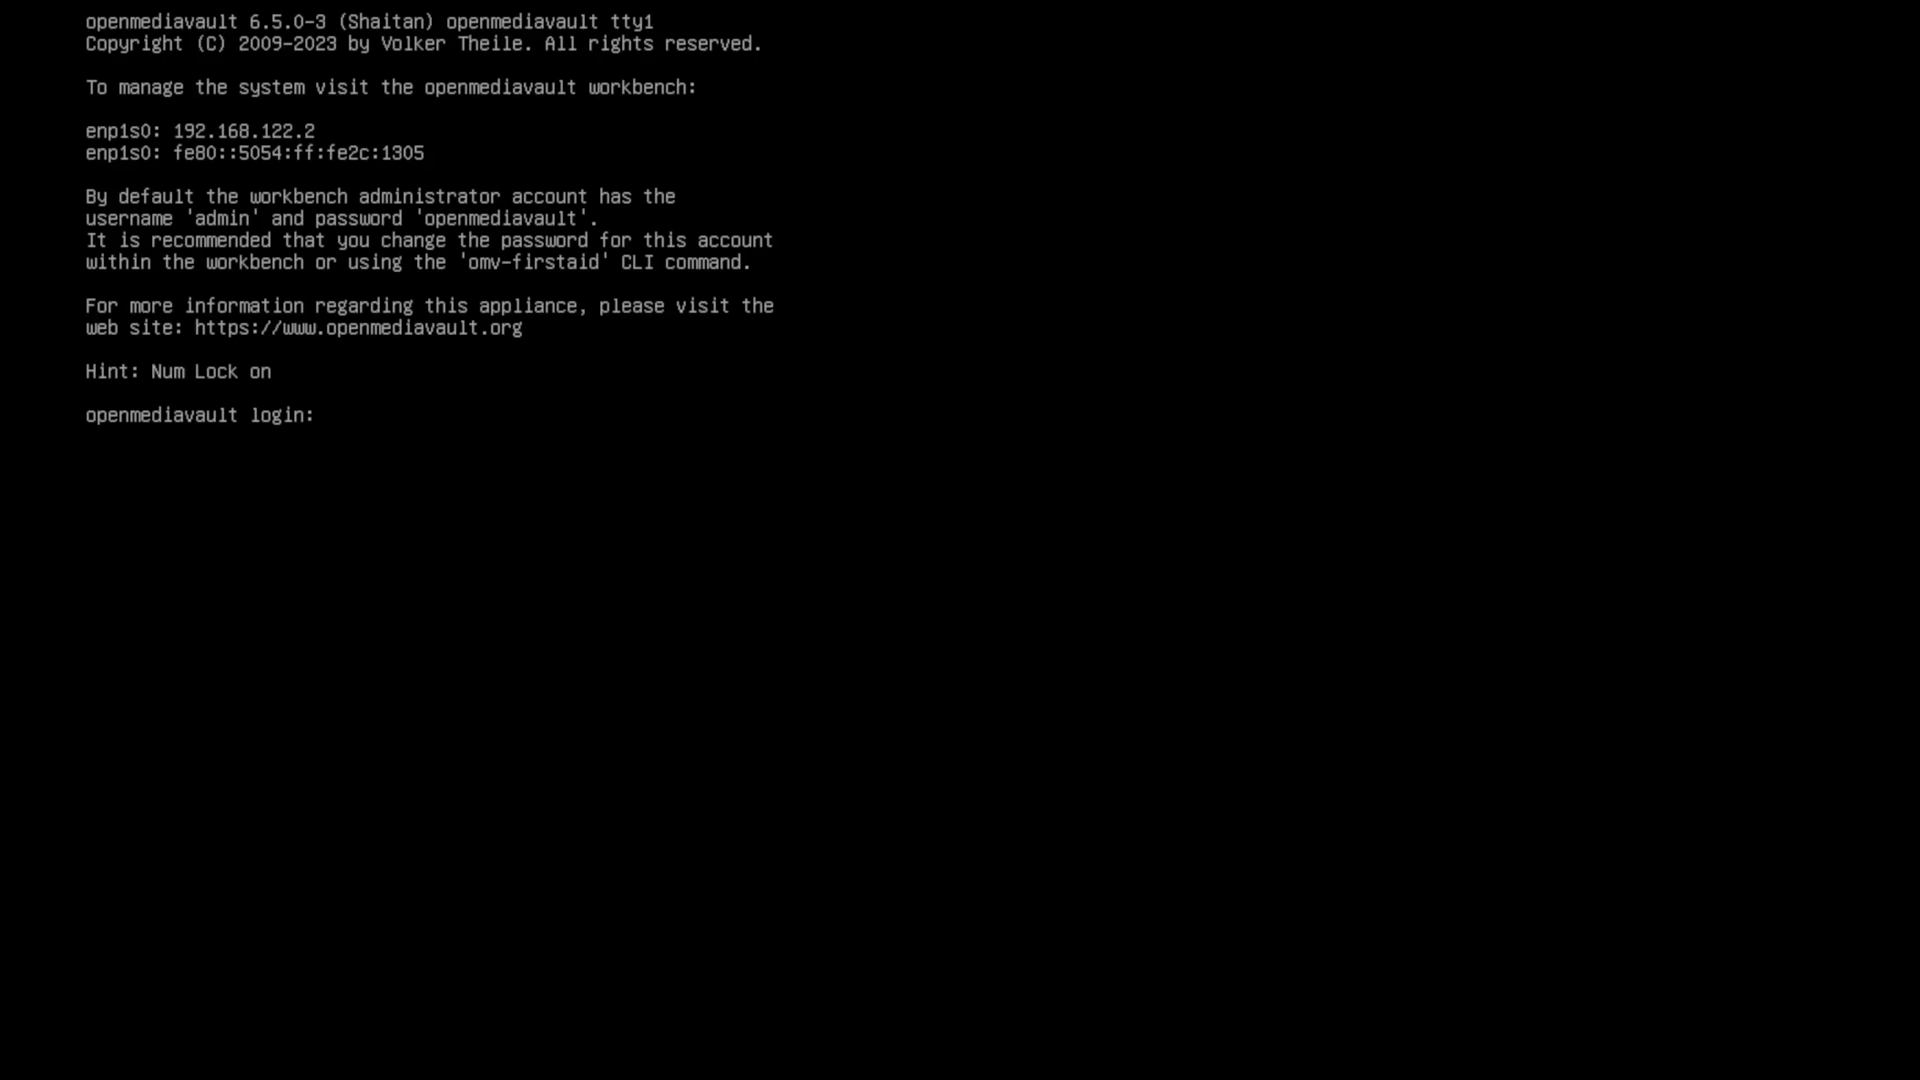 openmediavault 6.5.0-3 (Shaitan) openmediavault tty1
Copyright (C) 2009-2023 by Volker Theile. All rights reserved.
To manage the system visit the openmediavault workbench:
enp1s0: 192.168.122.2
enp1s0: fe80::5054:ff:fe2c:1305
By default the workbench administrator account has the
username 'admin' and password 'openmediavault'.
It is recommended that you change the password for this account
within the workbench or using the 'omv-firstaid' CLI command.
For more information regarding this appliance, please visit the
web site: https://www.openmediavault.org
Hint: Num Lock on
openmediavault login: